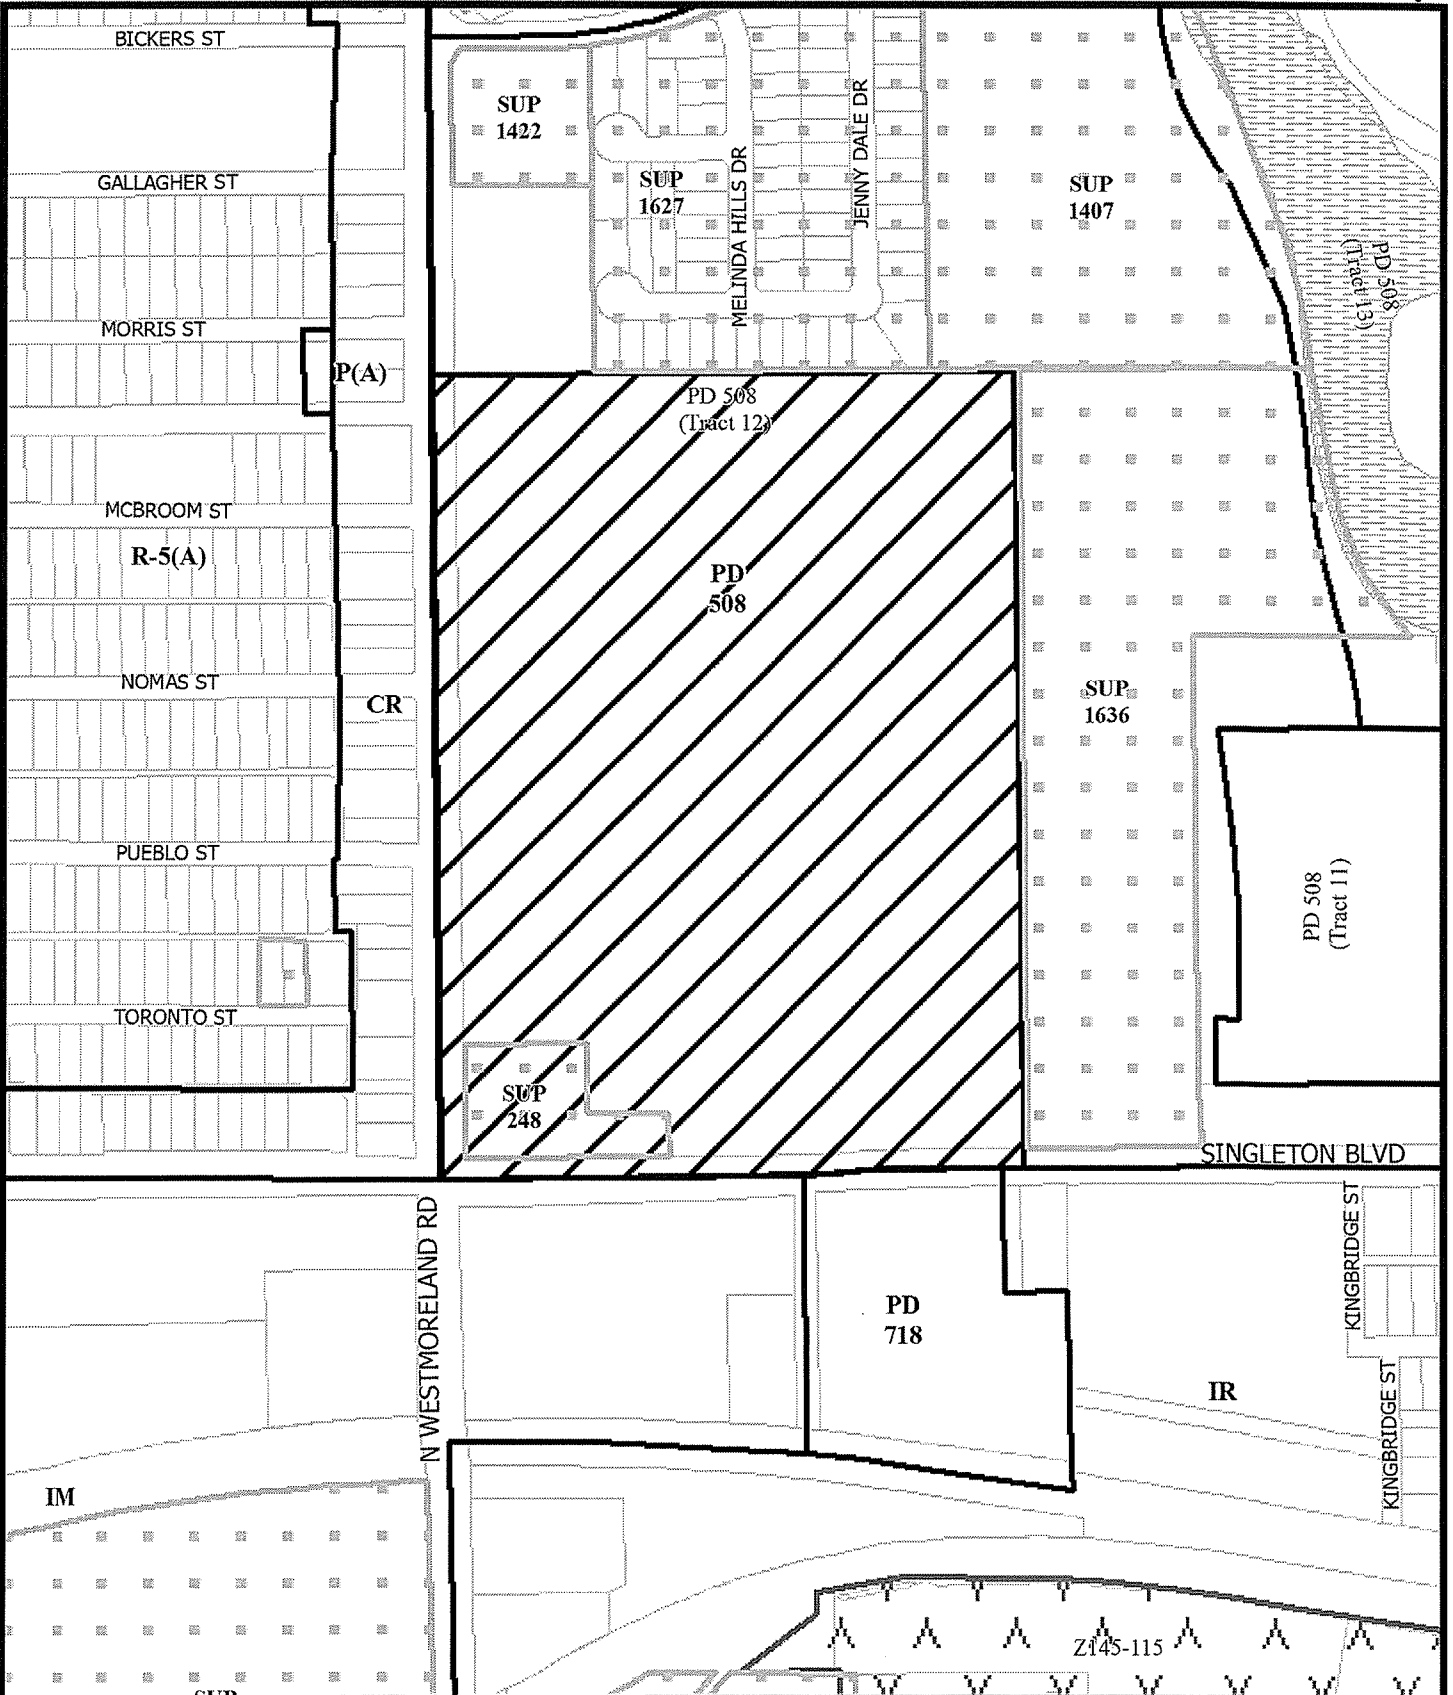 BICKERS ST
SUP
1422
JENNY DALE DR
GALLAGHER ST
SUP
1627
MELINDA HILLS DR
SUP
1407
PD 508
(Tract 13)
MORRIS ST
P(A)
PD 508
(Tract 12)
MCBROOM ST
R-5(A)
PD
508
NOMAS ST
CR
SUP
1636
PUEBLO ST
PD 508
(Tract 11)
TORONTO ST
SUP
248
SINGLETON BLVD
N WESTMORELAND RD
KINGBRIDGE ST
PD
718
IR
KINGBRIDGE ST
IM
Z145-115
SUP